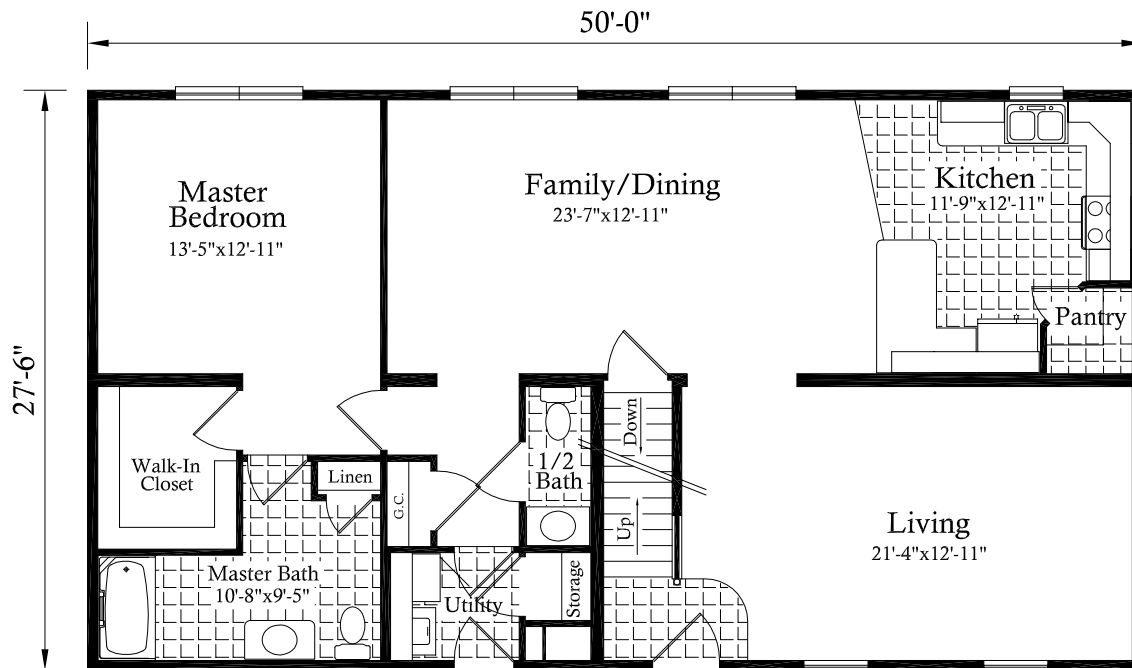 50'-0"
27'-6"
Master
Bedroom
13'-5"x12'-11"
Family/Dining
23'-7"x12'-11"
Kitchen
11'-9"x12'-11"
Pantry
Walk-In
Closet
Linen
G.C.
1/2
Bath
Down
Up
Living
21'-4"x12'-11"
Master Bath
10'-8"x9'-5"
Utility
Storage